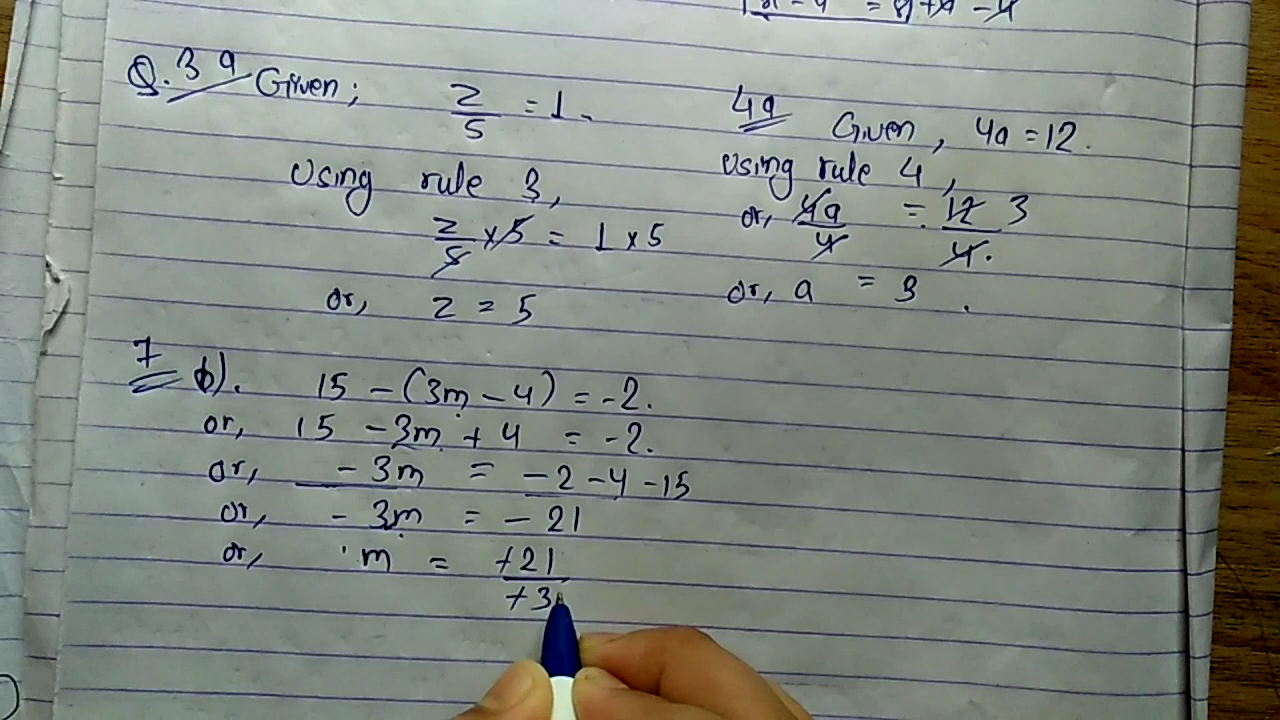 Q.3 a Given; z/5 = 1.
Using rule 3,
z/5 × 5 = 1 × 5
or, z = 5
4a Given, 4a = 12.
Using rule 4,
or, 4a/4 = 12/4 3
or, a = 3.
7 b). 15 - (3m - 4) = -2.
or, 15 - 3m + 4 = -2.
or, - 3m = - 2 - 4 - 15
or, - 3m = - 21
or, m = +21/+3